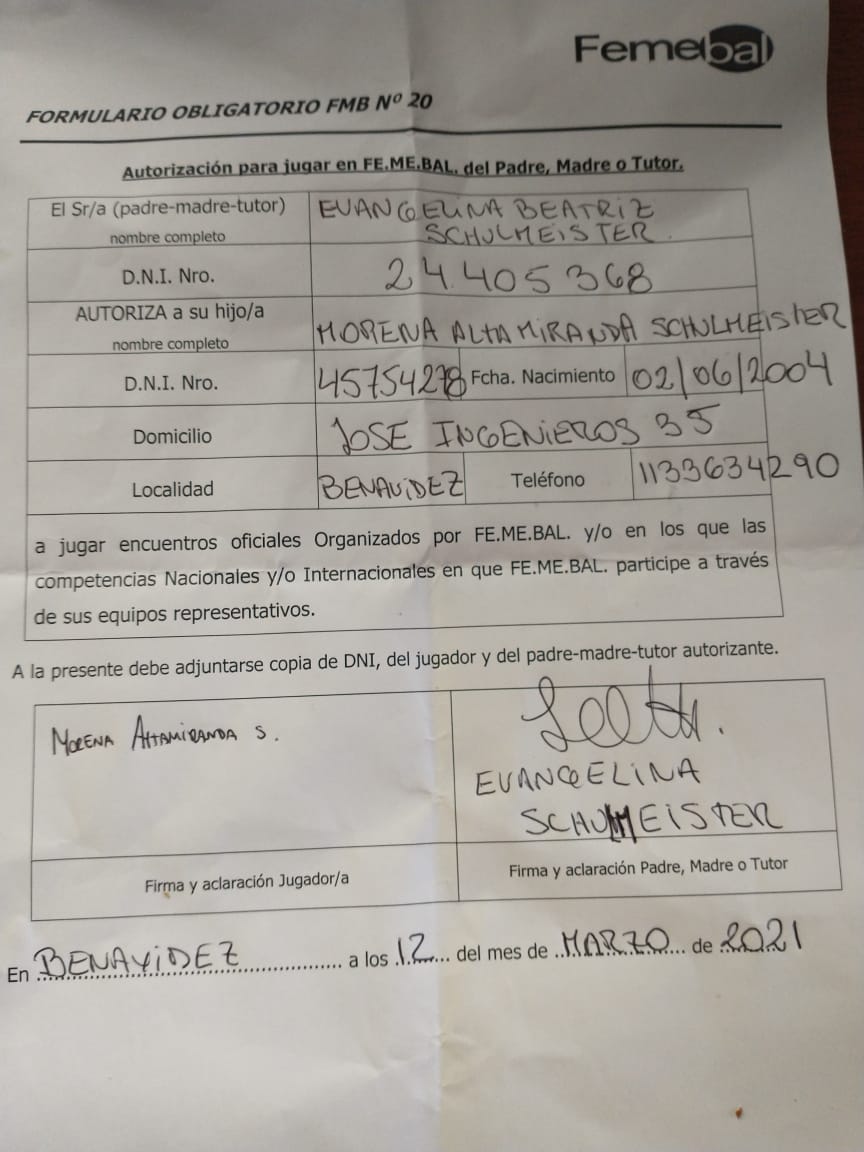 Femebal
FORMULARIO OBLIGATORIO FMB Nº 20
Autorización para jugar en FE.ME.BAL. del Padre, Madre o Tutor.
El Sr/a (padre-madre-tutor)
nombre completo
EVANGELINA BEATRIZ
SCHULMEISTER.
D.N.I. Nro.
24.405368
AUTORIZA a su hijo/a
nombre completo
MORENA ALTAMIRANDA SCHULMEISTER
D.N.I. Nro.
45754278
Fcha. Nacimiento
02/06/2004
Domicilio
JOSE INGENIEROS 35
Localidad
BENAVIDEZ
Teléfono
1133634290
a jugar encuentros oficiales Organizados por FE.ME.BAL. y/o en los que las
competencias Nacionales y/o Internacionales en que FE.ME.BAL. participe a través
de sus equipos representativos.
A la presente debe adjuntarse copia de DNI, del jugador y del padre-madre-tutor autorizante.
MORENA ALTAMIRANDA S.
EVANGELINA
SCHULMEISTER
Firma y aclaración Jugador/a
Firma y aclaración Padre, Madre o Tutor
En BENAVIDEZ a los 12 del mes de MARZO de 2021